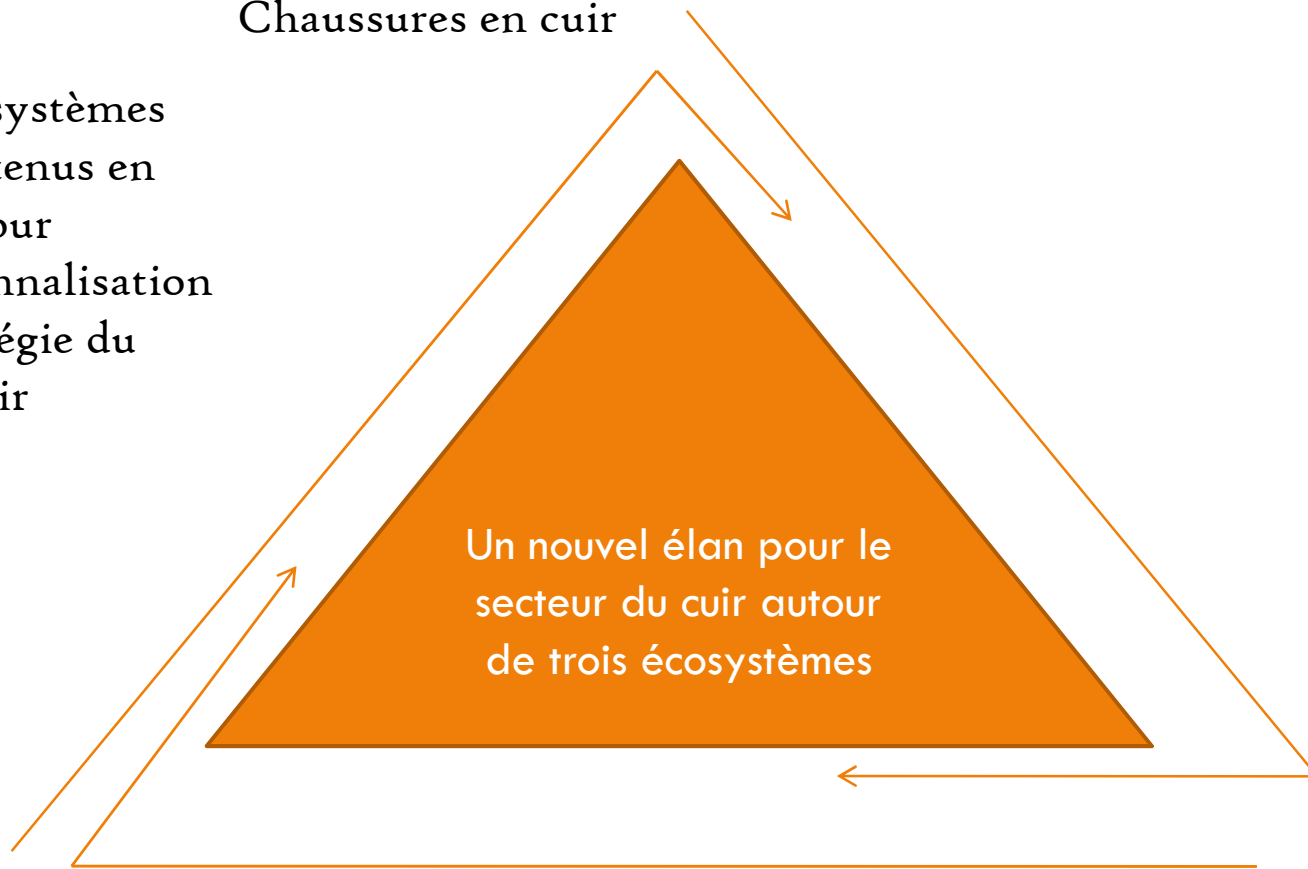 Chaussures en cuir
systèmes
tenus en
our
nnalisation
égie du
ir
Un nouvel élan pour le
secteur du cuir autour
de trois écosystèmes